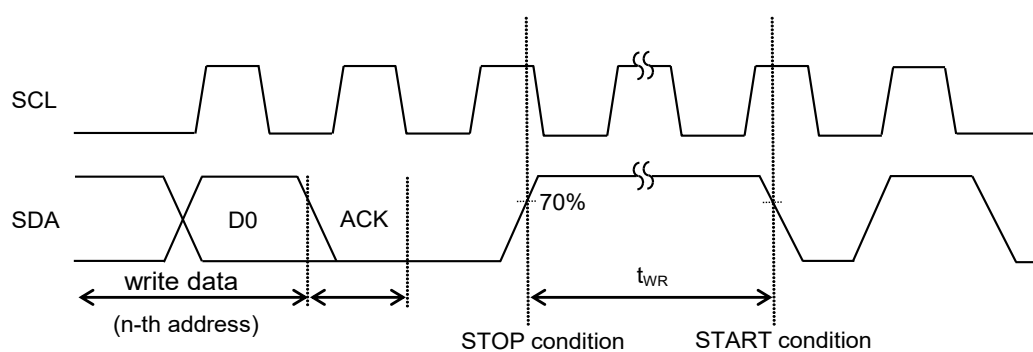 SCL
SDA
D0
ACK
70%
write data
(n-th address)
tWR
STOP condition
START condition